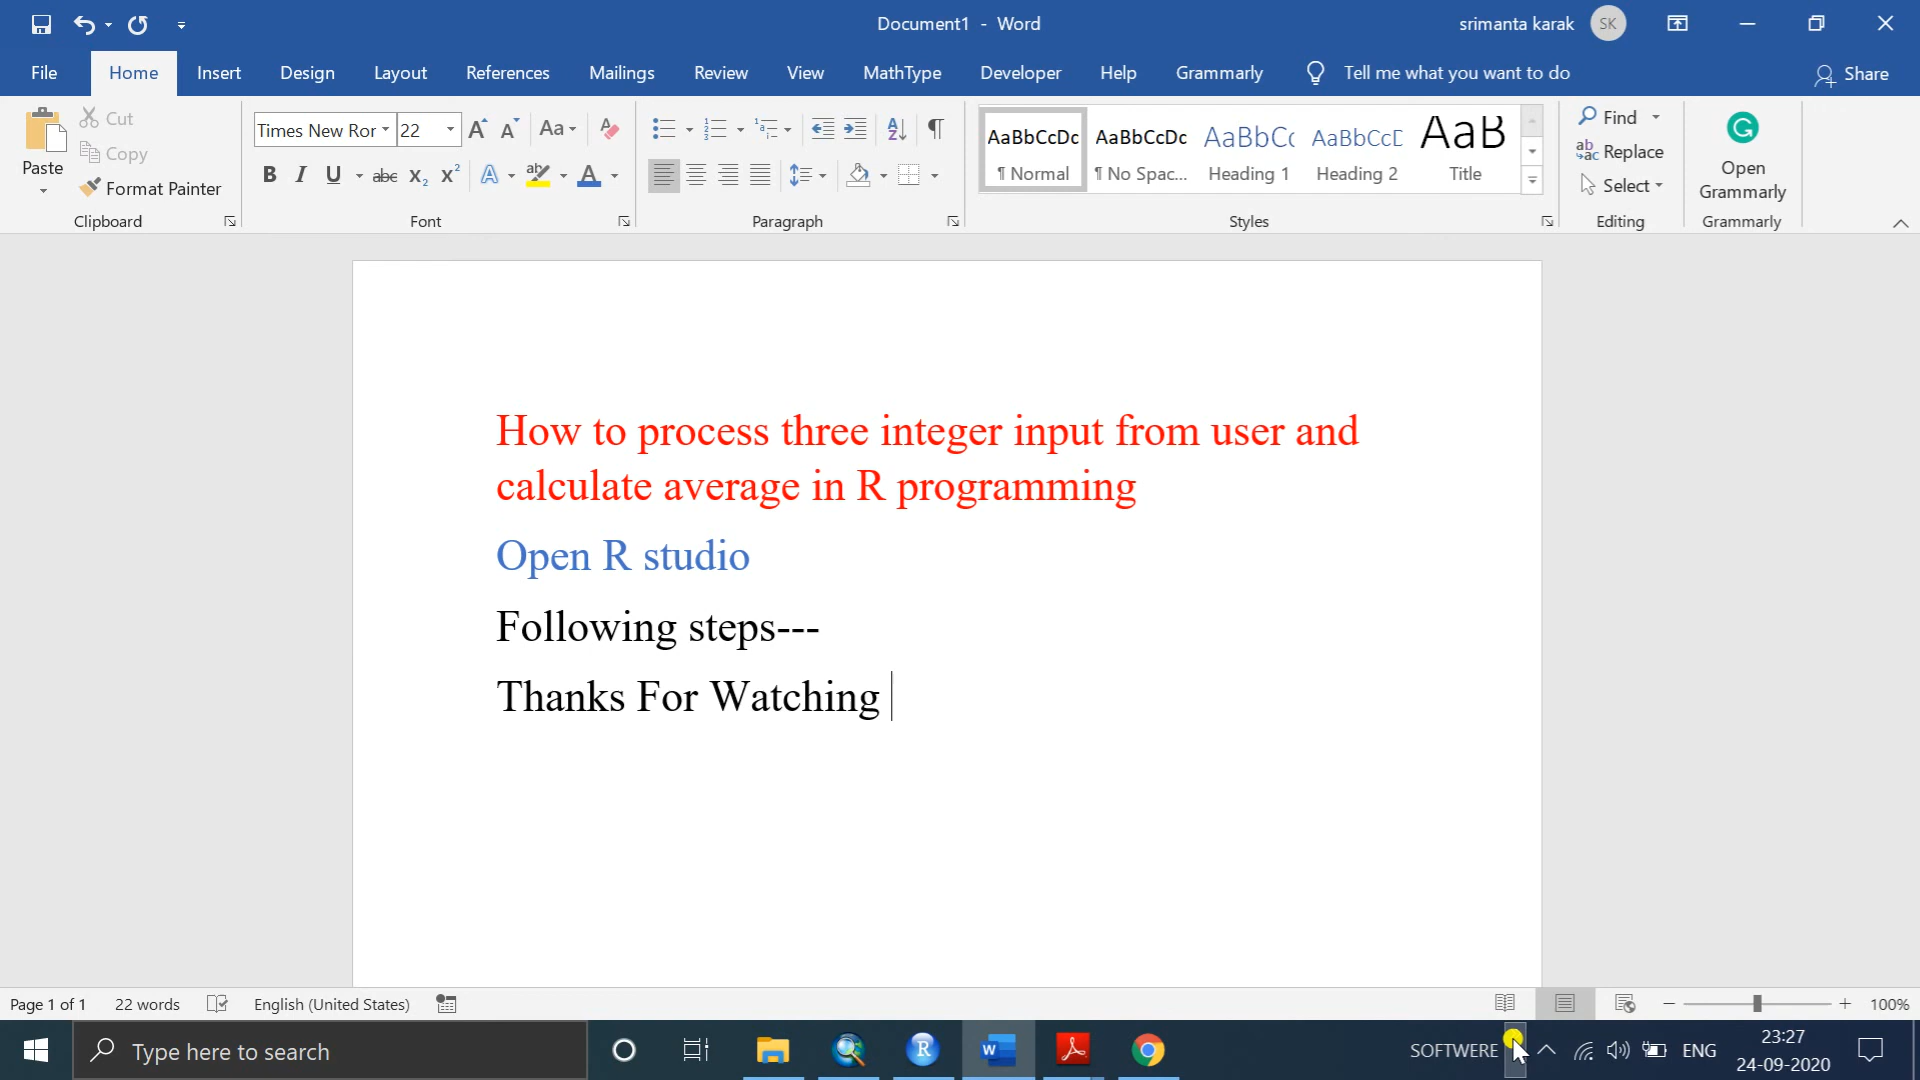 Document1 - Word
srimanta karak SK
File Home Insert Design Layout References Mailings Review View MathType Developer Help Grammarly Tell me what you want to do Share
Paste
Cut
Copy
Format Painter
Clipboard
Times New Ror 22
Font
Paragraph
AaBbCcDc AaBbCcDc AaBbCc AaBbCcD AaB
¶ Normal ¶ No Spac... Heading 1 Heading 2 Title
Styles
Find
Replace
Select
Editing
Open
Grammarly
Grammarly
How to process three integer input from user and
calculate average in R programming
Open R studio
Following steps---
Thanks For Watching
Page 1 of 1 22 words English (United States) 100%
Type here to search
SOFTWERE ENG 23:27
24-09-2020